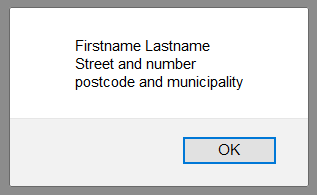 Firstname Lastname
Street and number
postcode and municipality
OK